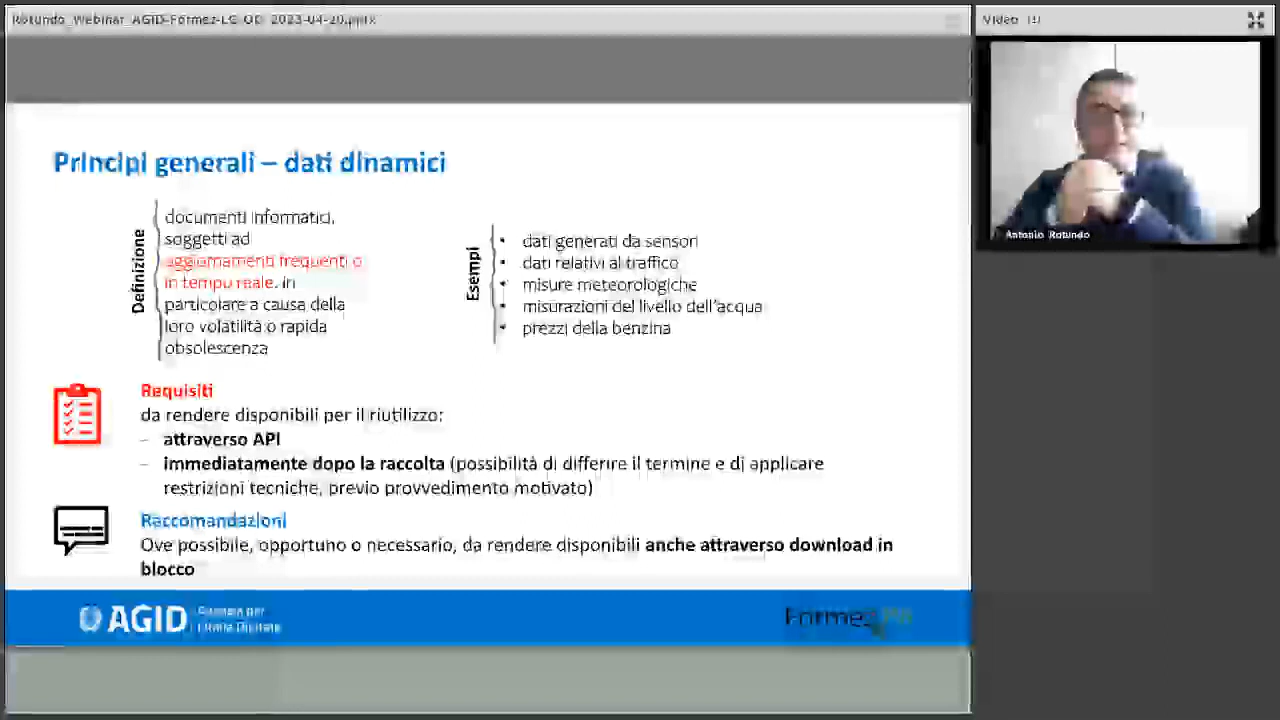 Rotundo_Webinar_AGID-Formez-LG_OD_2023-04-20.pptx
Video (1)
Principi generali – dati dinamici
Definizione
documenti informatici,
soggetti ad
aggiornamenti frequenti o
in tempo reale, in
particolare a causa della
loro volatilità o rapida
obsolescenza
Esempi
• dati generati da sensori
• dati relativi al traffico
• misure meteorologiche
• misurazioni del livello dell'acqua
• prezzi della benzina
Antonio Rotundo
Requisiti
da rendere disponibili per il riutilizzo:
– attraverso API
– immediatamente dopo la raccolta (possibilità di differire il termine e di applicare
restrizioni tecniche, previo provvedimento motivato)
Raccomandazioni
Ove possibile, opportuno o necessario, da rendere disponibili anche attraverso download in
blocco
AGID
Agenzia per
l'Italia Digitale
Formez PA